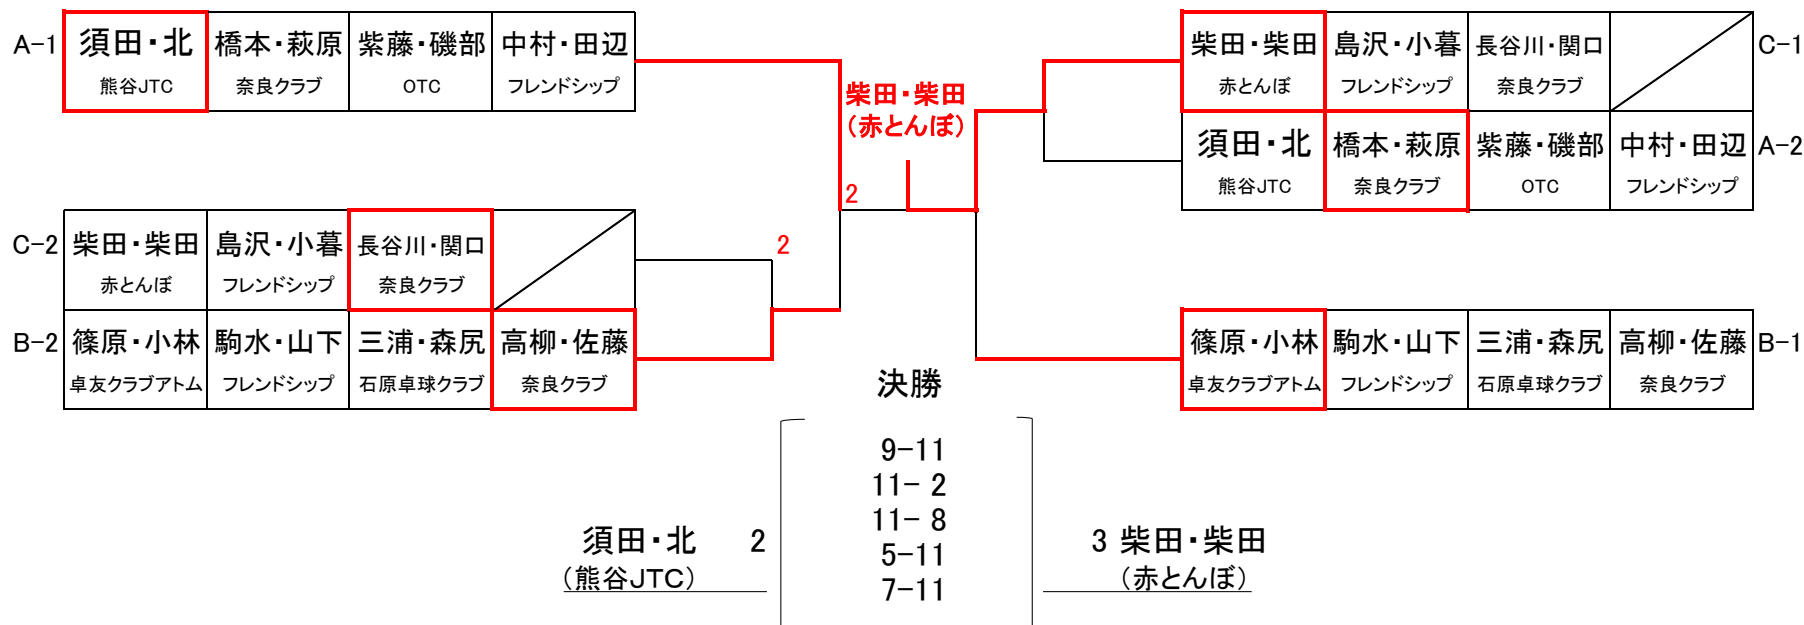 A-1 須田・北 橋本・萩原 紫藤・磯部 中村・田辺
熊谷JTC 奈良クラブ OTC フレンドシップ
C-2 柴田・柴田 島沢・小暮 長谷川・関口
赤とんぼ フレンドシップ 奈良クラブ
B-2 篠原・小林 駒水・山下 三浦・森尻 高柳・佐藤
卓友クラブアトム フレンドシップ 石原卓球クラブ 奈良クラブ
2
2
柴田・柴田
(赤とんぼ)
柴田・柴田 島沢・小暮 長谷川・関口 C-1
赤とんぼ フレンドシップ 奈良クラブ
須田・北 橋本・萩原 紫藤・磯部 中村・田辺 A-2
熊谷JTC 奈良クラブ OTC フレンドシップ
篠原・小林 駒水・山下 三浦・森尻 高柳・佐藤 B-1
卓友クラブアトム フレンドシップ 石原卓球クラブ 奈良クラブ
決勝
9-11
11- 2
11- 8
5-11
7-11
須田・北 2
(熊谷JTC)
3 柴田・柴田
(赤とんぼ)